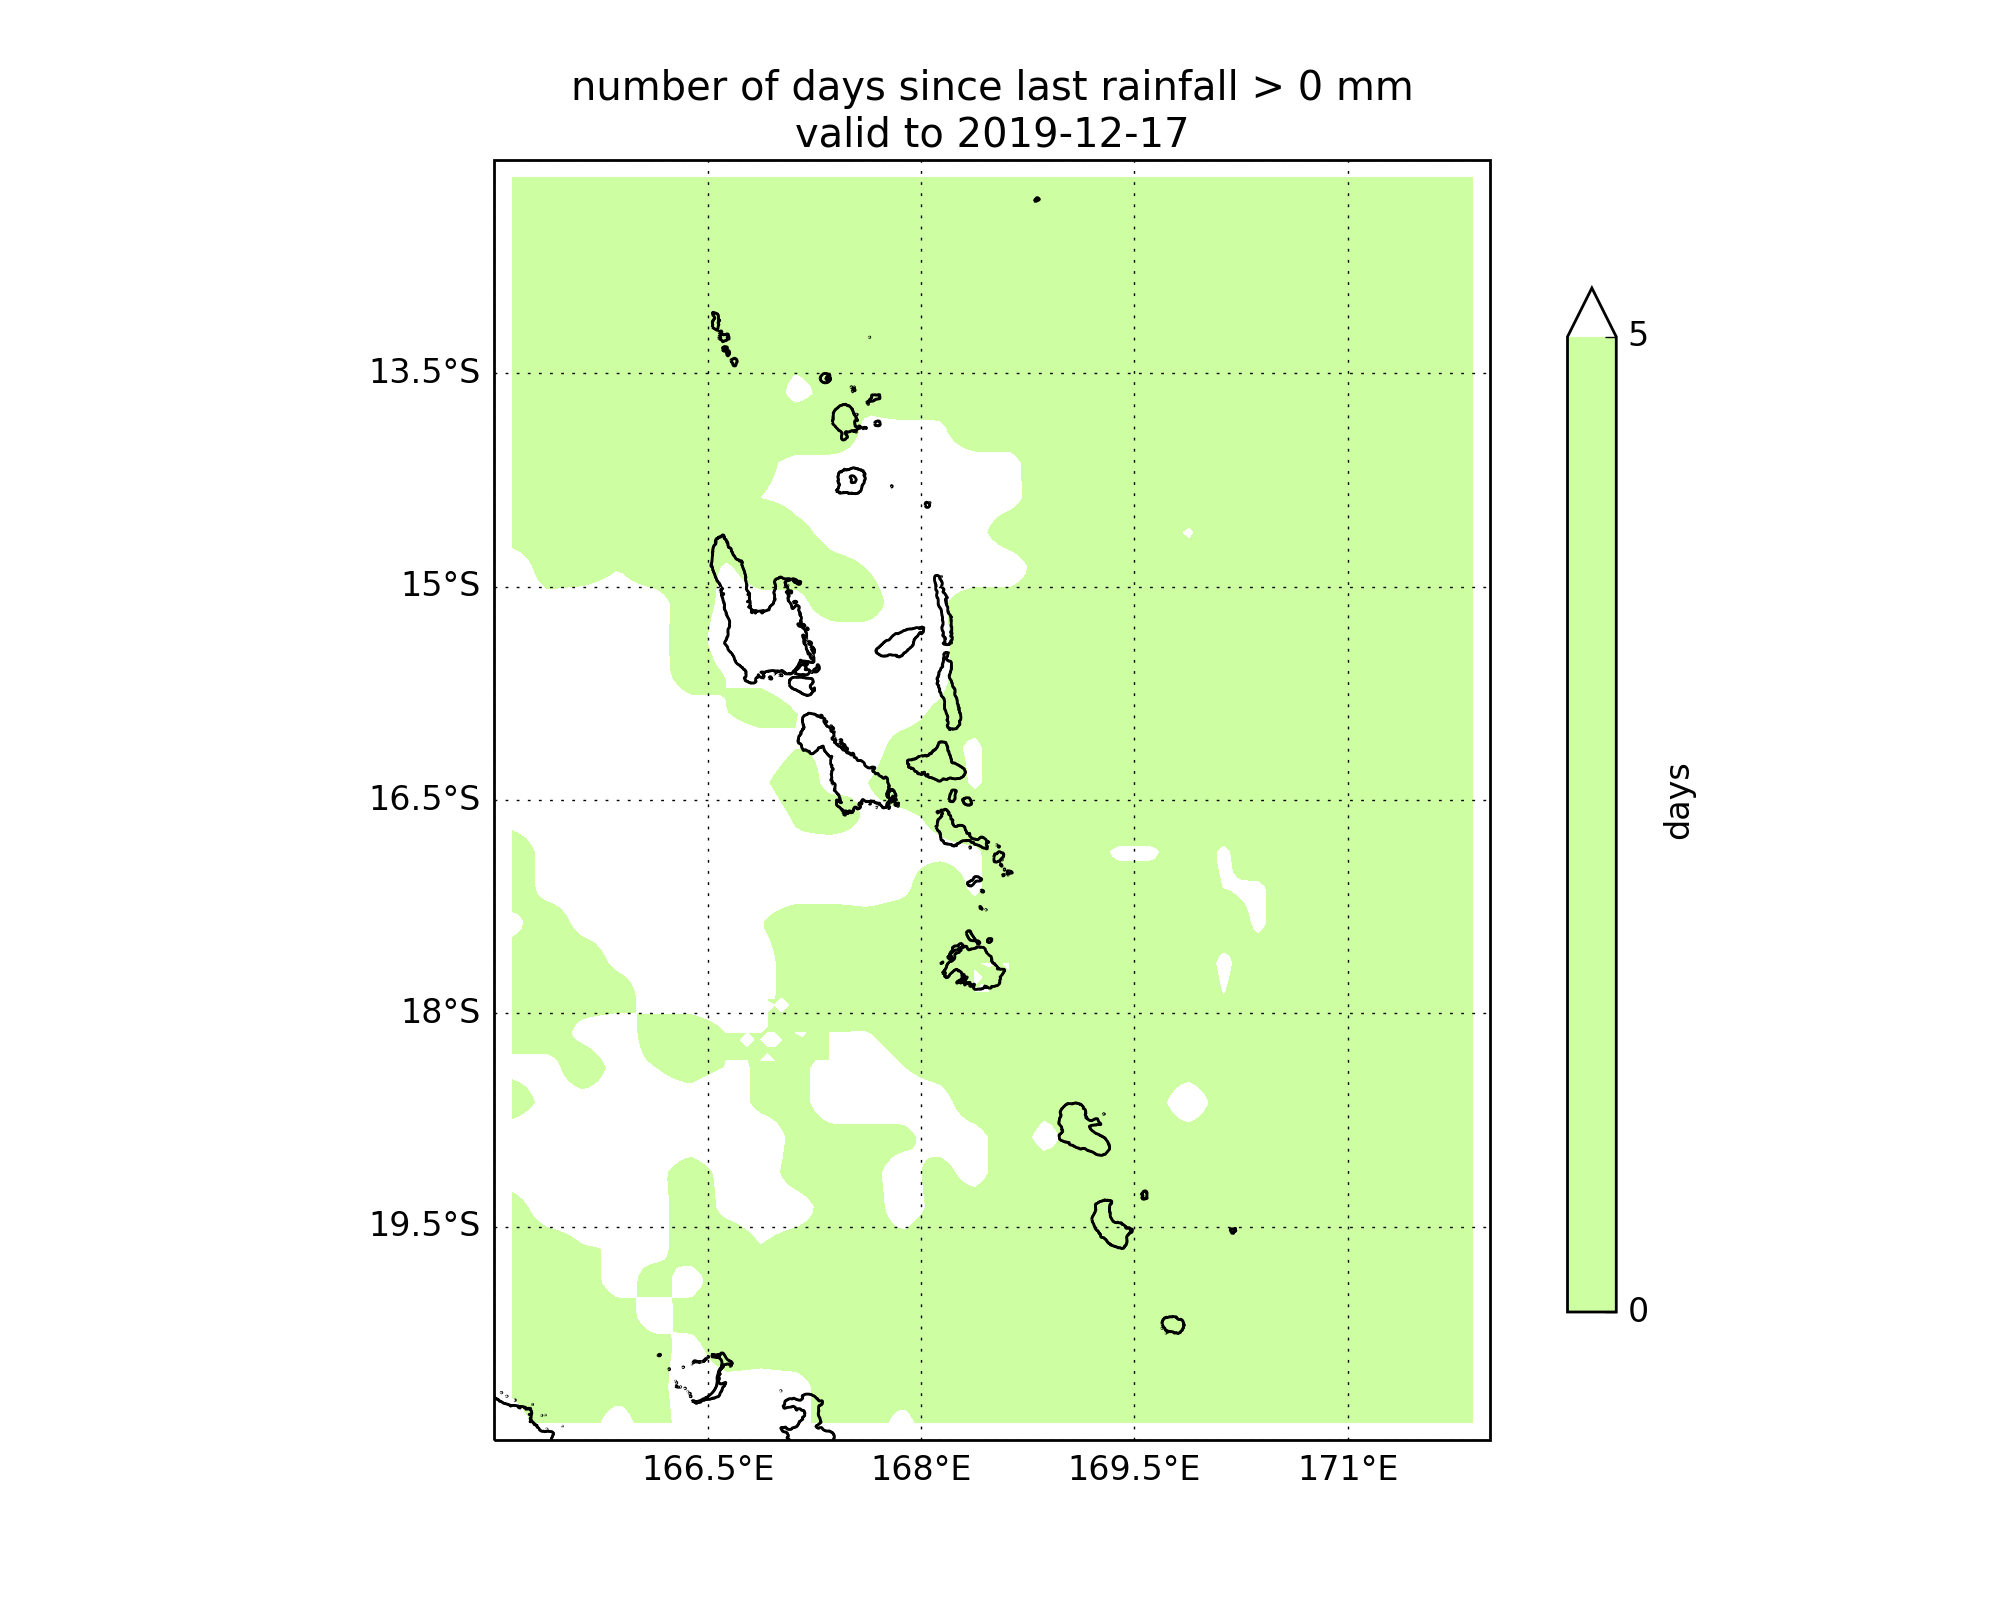 number of days since last rainfall > 0 mm
valid to 2019-12-17
13.5°S
15°S
16.5°S
18°S
19.5°S
166.5°E
168°E
169.5°E
171°E
5
0
days